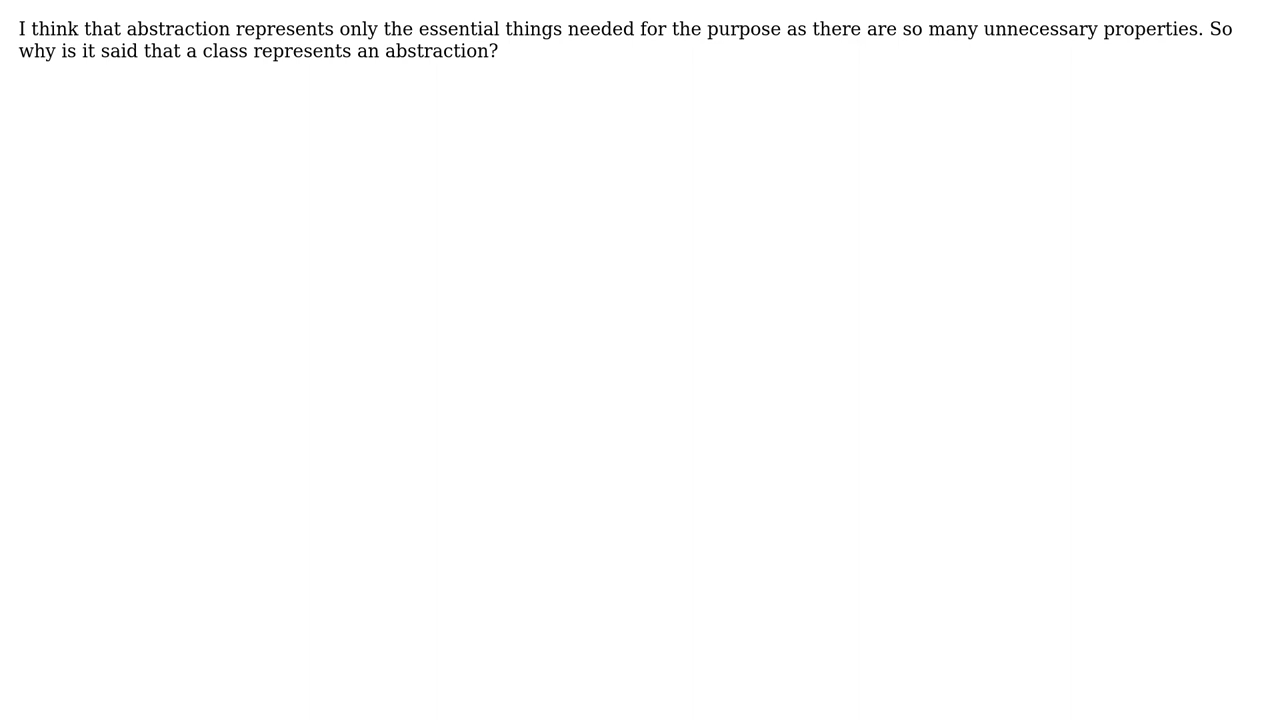 I think that abstraction represents only the essential things needed for the purpose as there are so many unnecessary properties. So
why is it said that a class represents an abstraction?